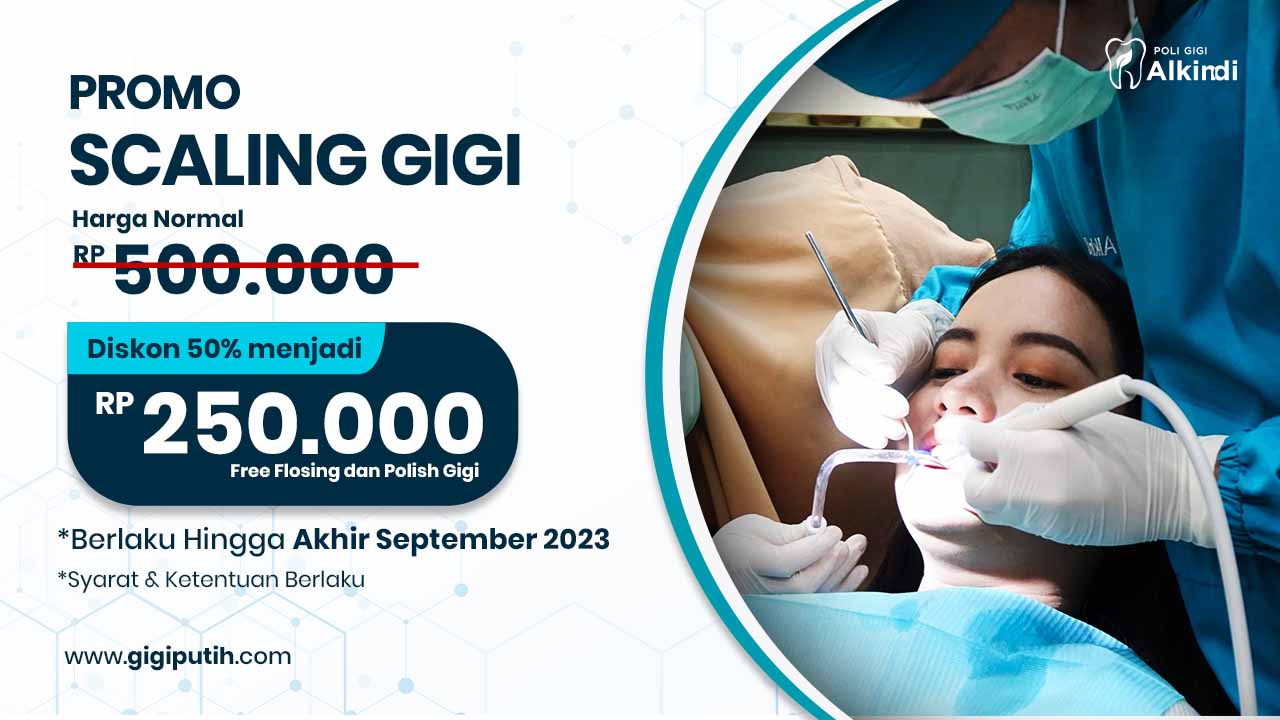 PROMO
SCALING GIGI
Harga Normal
RP 500.000
Diskon 50% menjadi
RP 250.000
Free Flosing dan Polish Gigi
*Berlaku Hingga Akhir September 2023
*Syarat & Ketentuan Berlaku
www.gigiputih.com
POLI GIGI
Alkindi